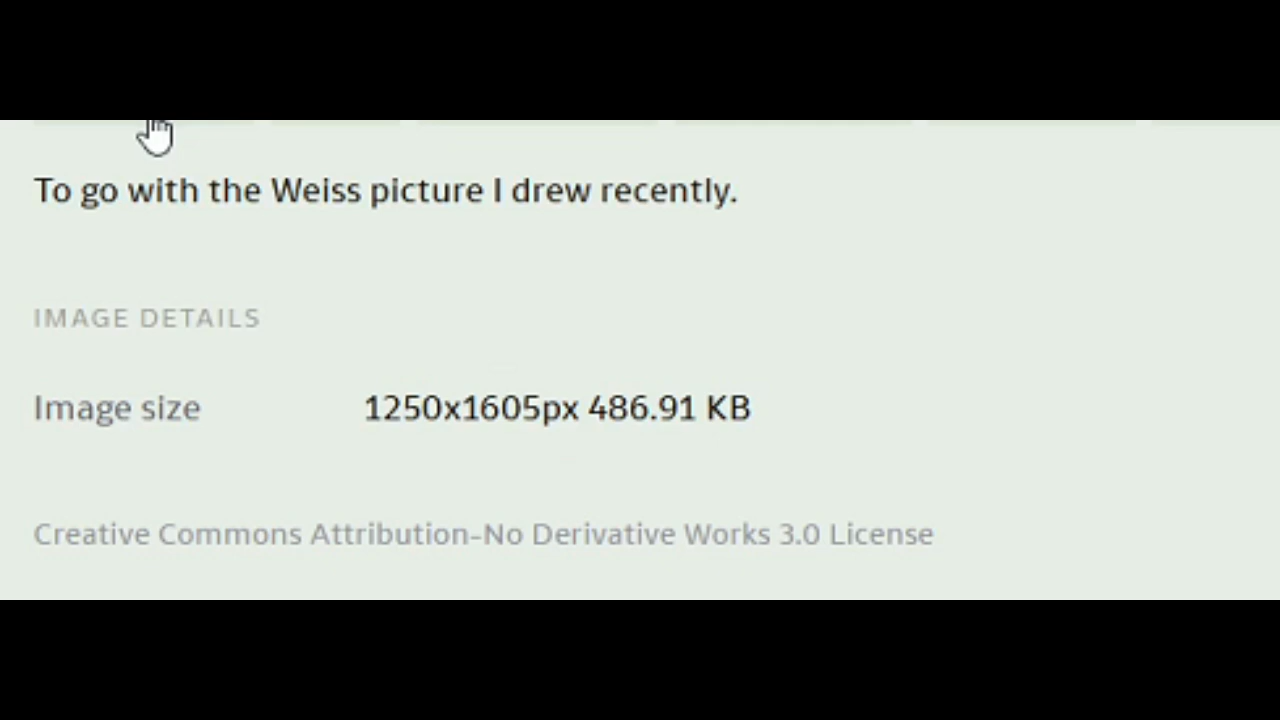 To go with the Weiss picture I drew recently.
IMAGE DETAILS
Image size 1250x1605px 486.91 KB
Creative Commons Attribution-No Derivative Works 3.0 License